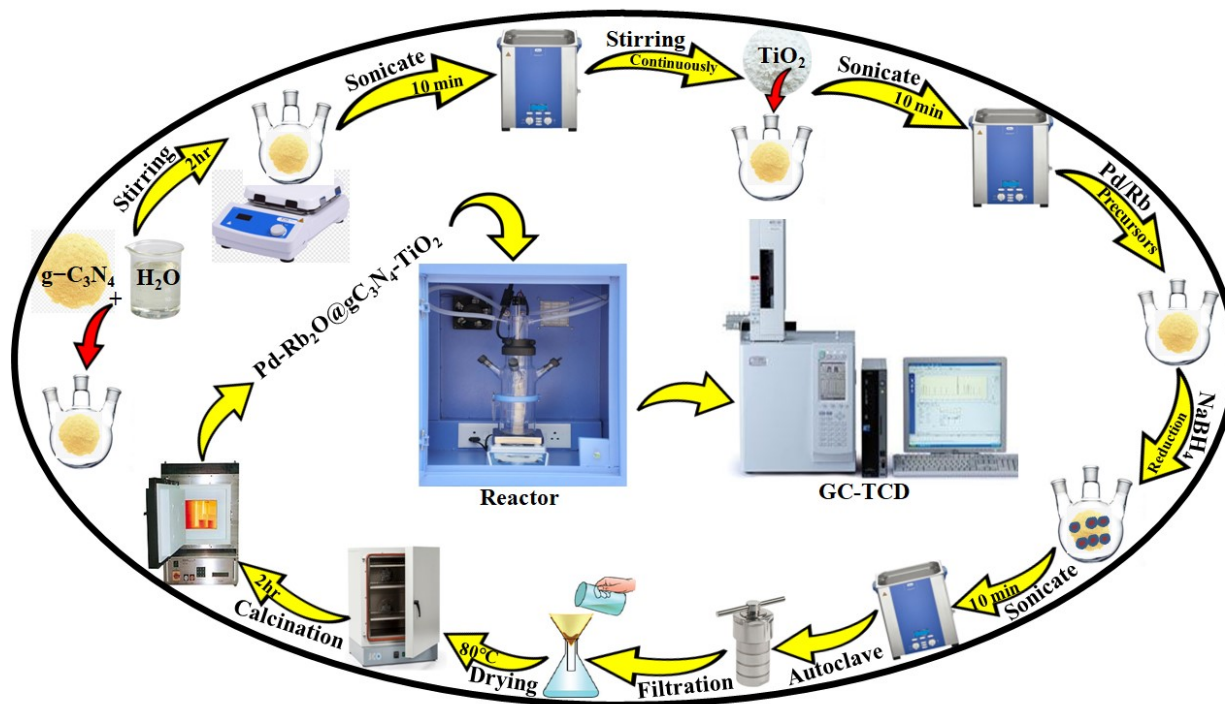 g−C₃N₄
+
H₂O
Stirring
2hr
Sonicate
10 min
Stirring
Continuously
TiO₂
Sonicate
10 min
Pd/Rb
Precursors
NaBH₄
Reduction
Sonicate
10 min
Autoclave
Filtration
80°C
Drying
2hr
Calcination
Pd-Rb₂O@gC₃N₄-TiO₂
Reactor
GC-TCD